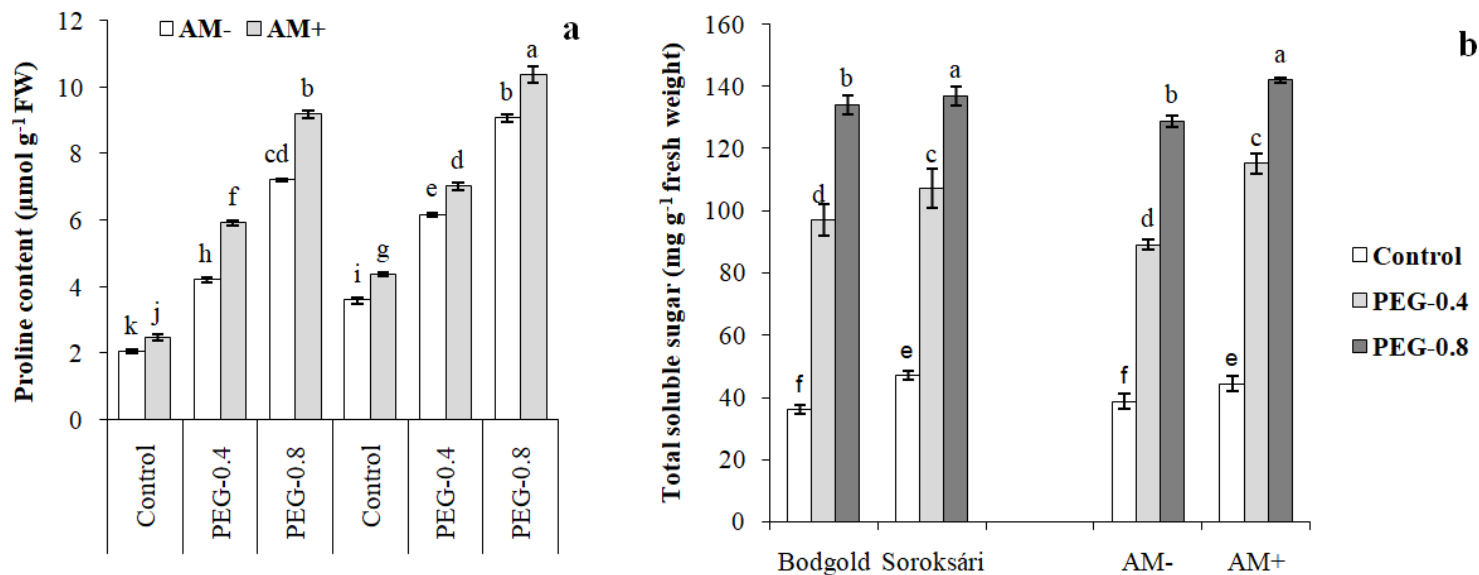 a
AM- AM+
Proline content (µmol g⁻¹ FW)
12
10
8
6
4
2
0
k
j
h
f
cd
b
i
g
e
d
b
a
Control
PEG-0.4
PEG-0.8
Control
PEG-0.4
PEG-0.8
b
Total soluble sugar (mg g⁻¹ fresh weight)
160
140
120
100
80
60
40
20
0
f
d
b
e
c
a
f
d
b
e
c
a
Bodgold Soroksári AM- AM+
Control
PEG-0.4
PEG-0.8